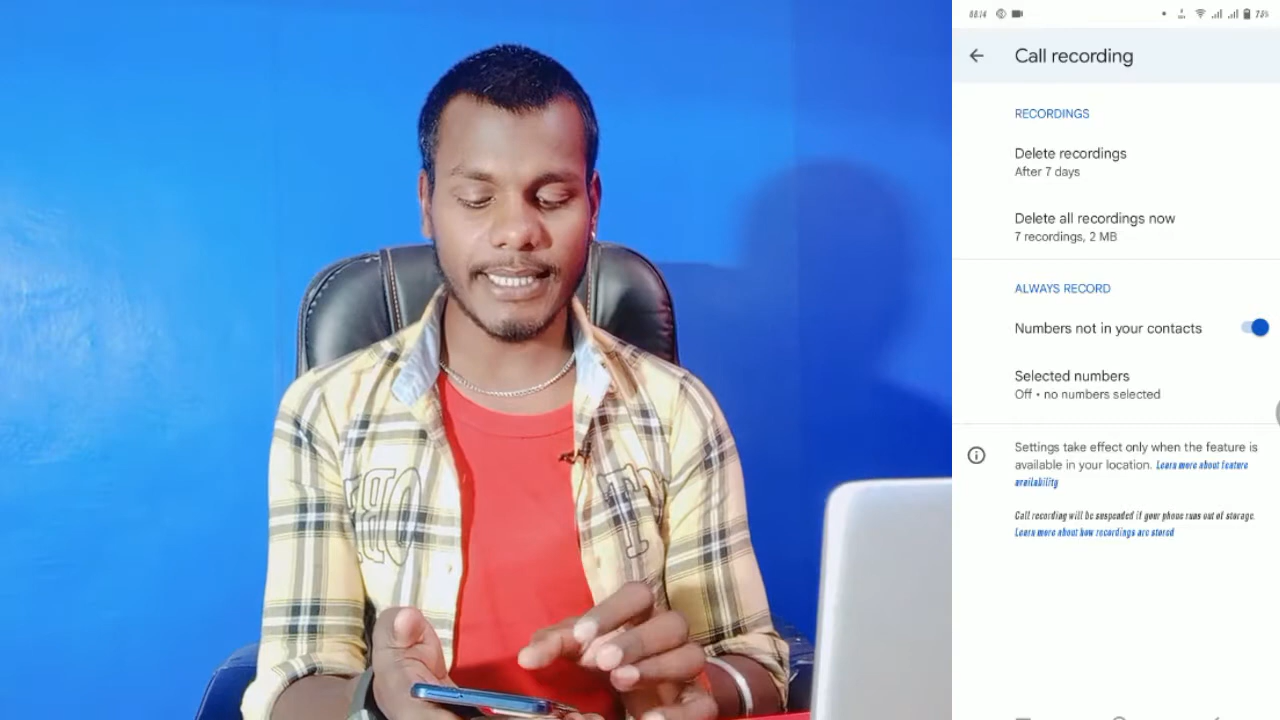 08:14
75%
Call recording
RECORDINGS
Delete recordings
After 7 days
Delete all recordings now
7 recordings, 2 MB
ALWAYS RECORD
Numbers not in your contacts
Selected numbers
Off • no numbers selected
Settings take effect only when the feature is
available in your location. Learn more about feature
availability
Call recording will be suspended if your phone runs out of storage.
Learn more about how recordings are stored